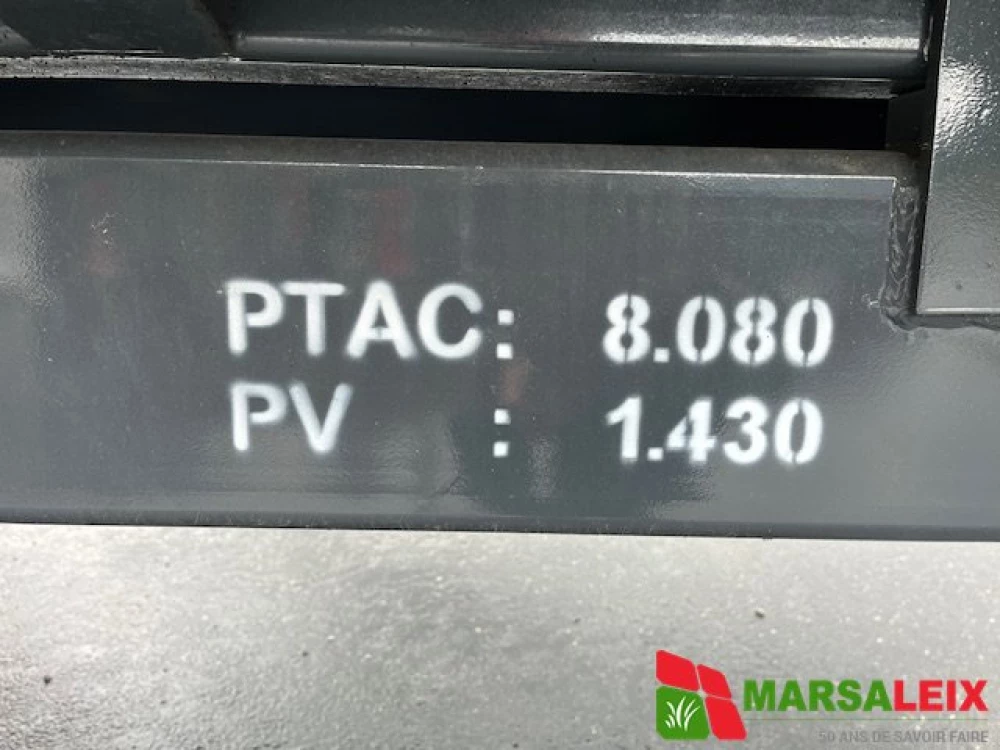 PTAC: 8.080
PV : 1.430
MARSALEIX
50 ANS DE SAVOIR FAIRE